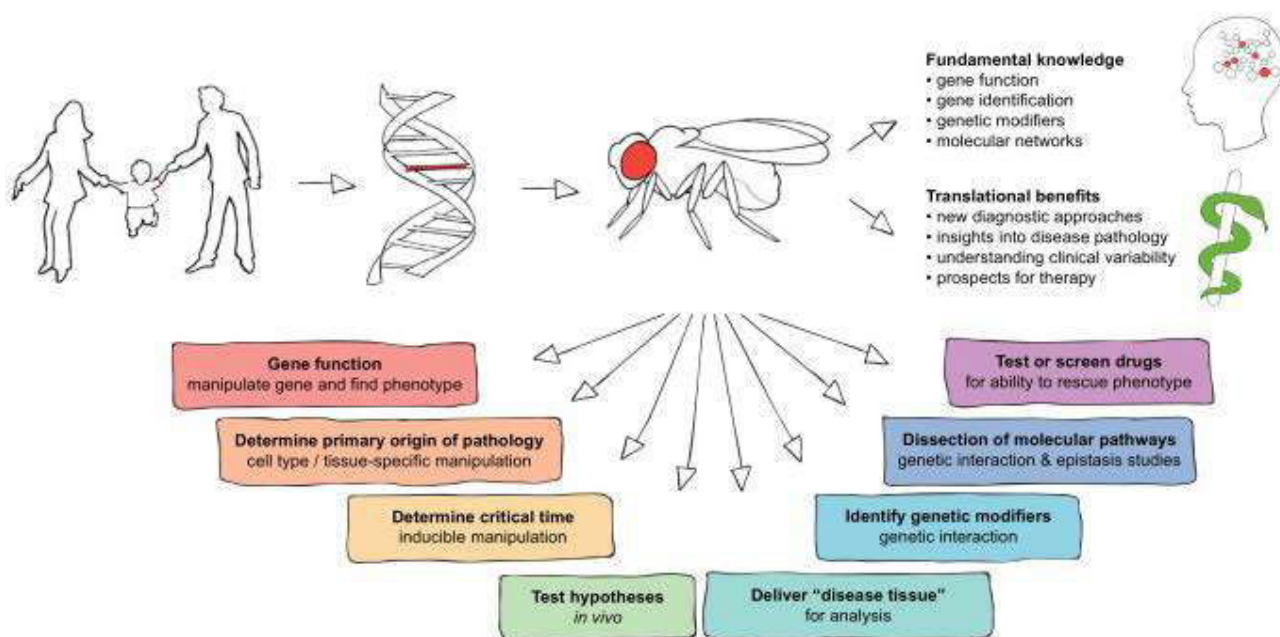 Fundamental knowledge
• gene function
• gene identification
• genetic modifiers
• molecular networks
Translational benefits
• new diagnostic approaches
• insights into disease pathology
• understanding clinical variability
• prospects for therapy
Gene function
manipulate gene and find phenotype
Determine primary origin of pathology
cell type / tissue-specific manipulation
Determine critical time
inducible manipulation
Test hypotheses
in vivo
Deliver “disease tissue”
for analysis
Identify genetic modifiers
genetic interaction
Dissection of molecular pathways
genetic interaction & epistasis studies
Test or screen drugs
for ability to rescue phenotype